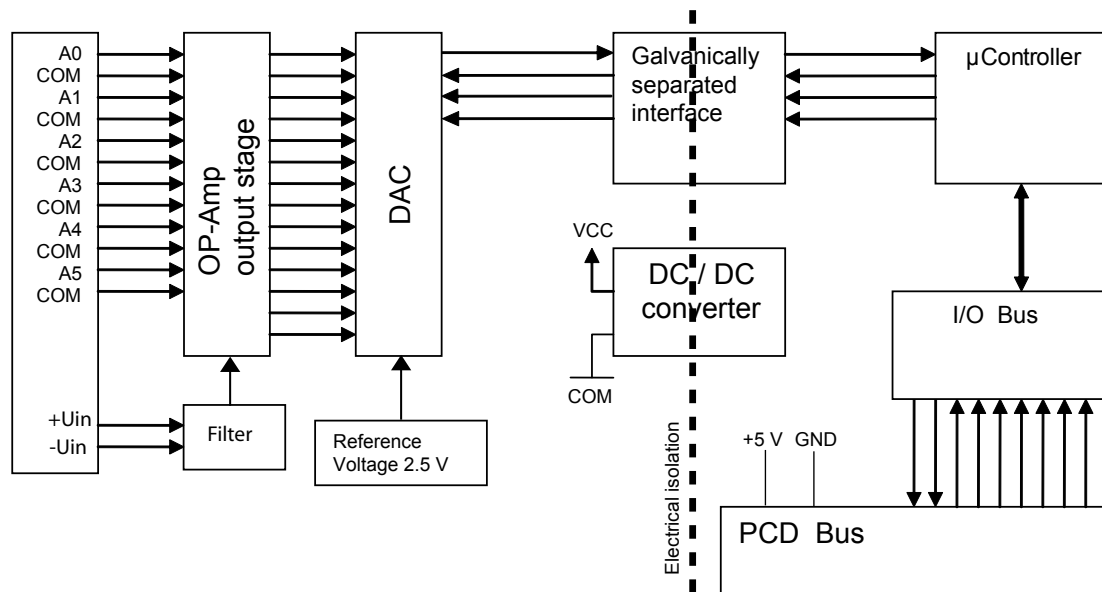 A0
COM
A1
COM
A2
COM
A3
COM
A4
COM
A5
COM
+Uin
-Uin
OP-Amp
output stage
Filter
DAC
Reference
Voltage 2.5 V
Galvanically
separated
interface
µController
VCC
COM
DC / DC
converter
I/O Bus
Electrical isolation
+5 V GND
PCD Bus